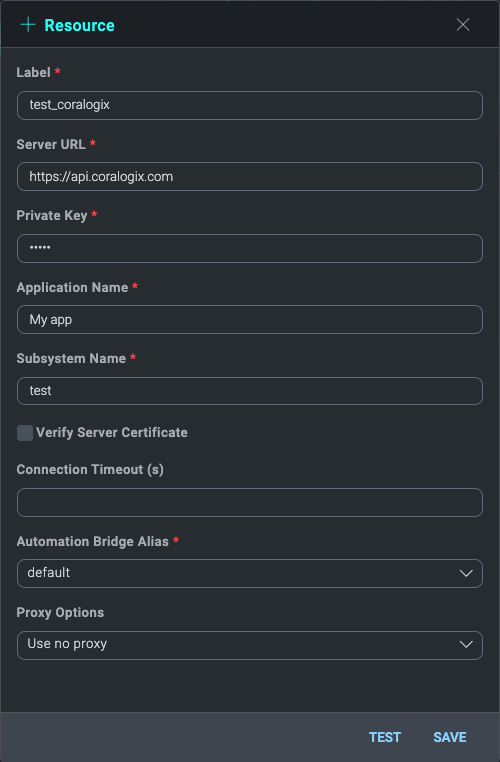 + Resource
Label *
test_coralogix
Server URL *
https://api.coralogix.com
Private Key *
•••••
Application Name *
My app
Subsystem Name *
test
Verify Server Certificate
Connection Timeout (s)
Automation Bridge Alias *
default
Proxy Options
Use no proxy
TEST SAVE